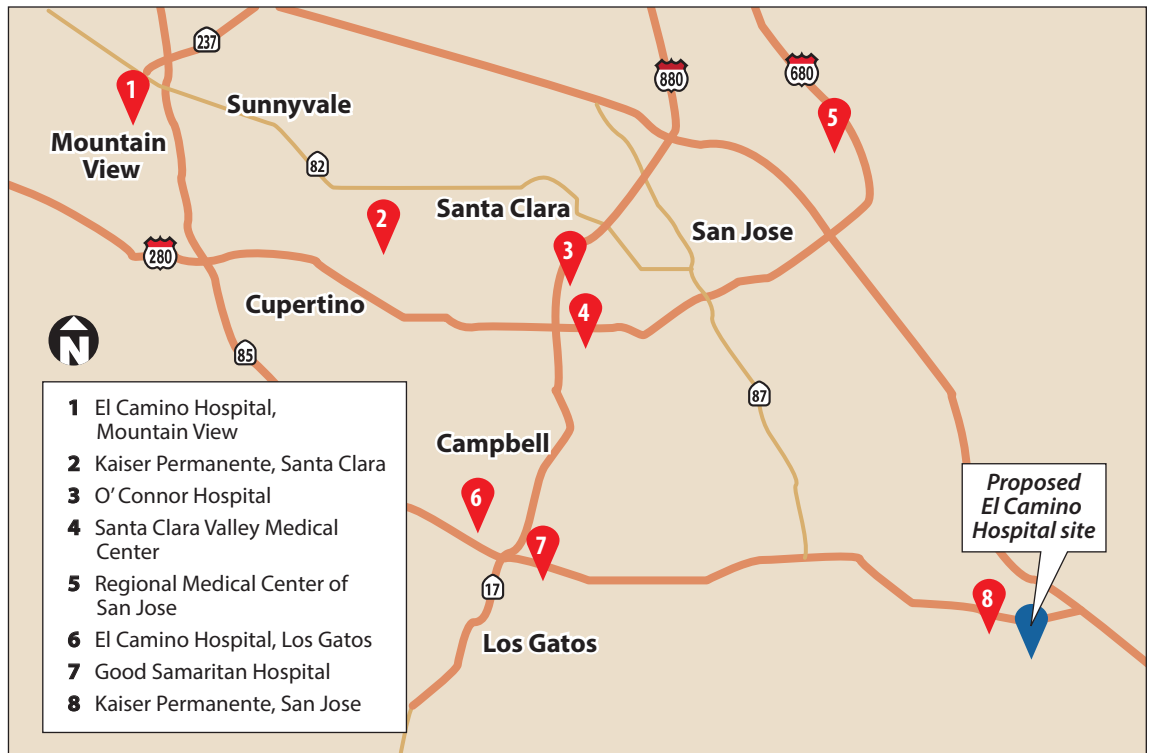 237
880
680
1
5
Sunnyvale
Mountain
View
82
2
Santa Clara
San Jose
3
280
Cupertino
4
N
85
87
1 El Camino Hospital,
Mountain View
2 Kaiser Permanente, Santa Clara
3 O’ Connor Hospital
4 Santa Clara Valley Medical
Center
5 Regional Medical Center of
San Jose
6 El Camino Hospital, Los Gatos
7 Good Samaritan Hospital
8 Kaiser Permanente, San Jose
Campbell
6
7
17
Los Gatos
Proposed
El Camino
Hospital site
8